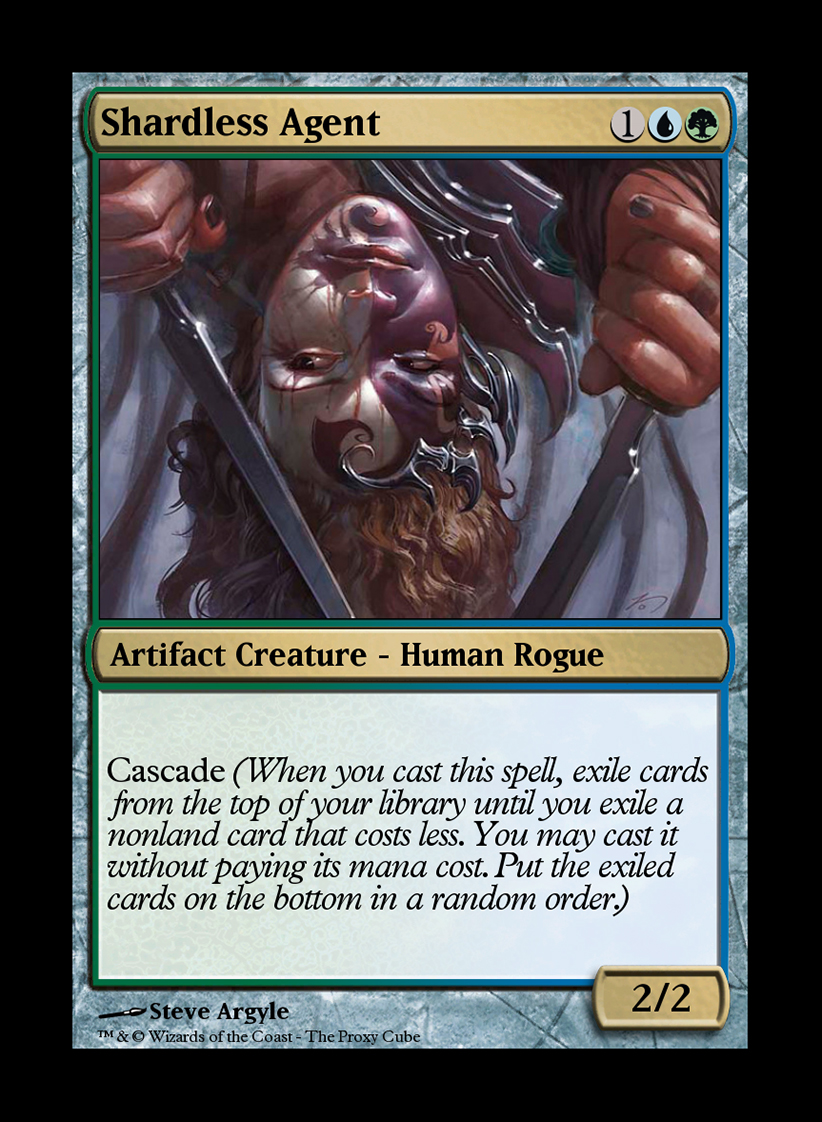 Shardless Agent 1
Artifact Creature - Human Rogue
Cascade (When you cast this spell, exile cards
from the top of your library until you exile a
nonland card that costs less. You may cast it
without paying its mana cost. Put the exiled
cards on the bottom in a random order.)
2/2
Steve Argyle
™ & © Wizards of the Coast - The Proxy Cube